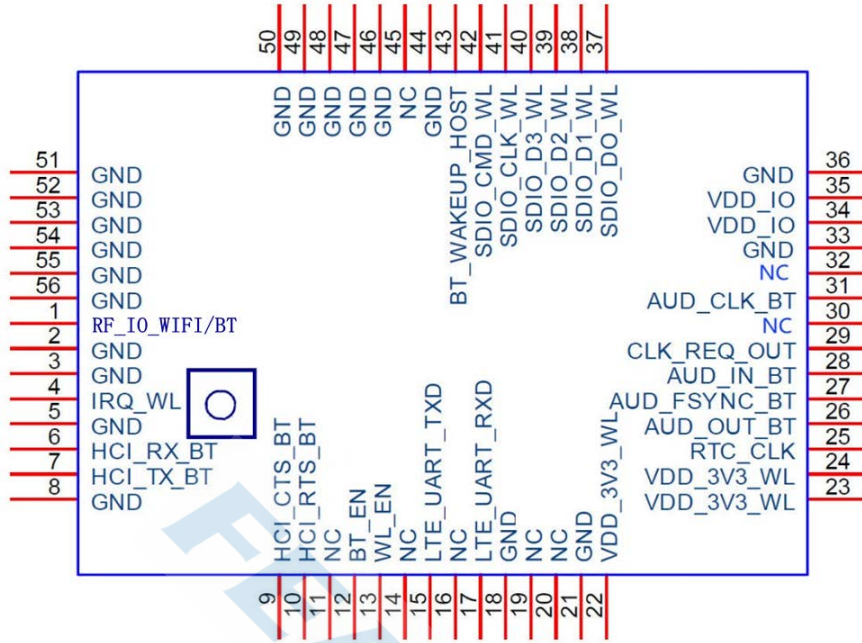 50
49
48
47
46
45
44
43
42
41
40
39
38
37
GND
GND
GND
GND
GND
NC
GND
BT_WAKEUP_HOST
SDIO_CMD_WL
SDIO_CLK_WL
SDIO_D3_WL
SDIO_D2_WL
SDIO_D1_WL
SDIO_DO_WL
51 GND
52 GND
53 GND
54 GND
55 GND
56 GND
1 RF_IO_WIFI/BT
2 GND
3 GND
4 IRQ_WL
5 GND
6 HCI_RX_BT
7 HCI_TX_BT
8 GND
GND 36
VDD_IO 35
VDD_IO 34
GND 33
NC 32
AUD_CLK_BT 31
NC 30
CLK_REQ_OUT 29
AUD_IN_BT 28
AUD_FSYNC_BT 27
AUD_OUT_BT 26
RTC_CLK 25
VDD_3V3_WL 24
VDD_3V3_WL 23
HCI_CTS_BT
HCI_RTS_BT
NC
BT_EN
WL_EN
NC
LTE_UART_TXD
NC
LTE_UART_RXD
GND
NC
NC
GND
VDD_3V3_WL
9
10
11
12
13
14
15
16
17
18
19
20
21
22